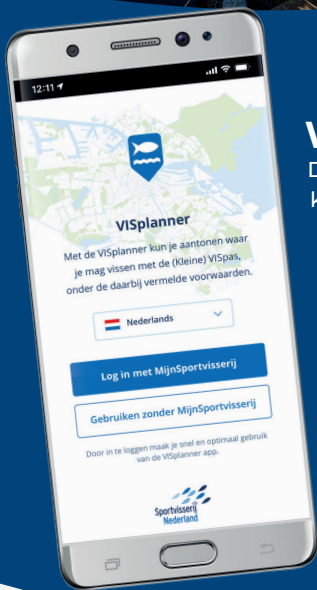 12:11
VISplanner
Met de VISplanner kun je aantonen waar
je mag vissen met de (Kleine) VISpas,
onder de daarbij vermelde voorwaarden.
Nederlands
Log in met MijnSportvisserij
Gebruiken zonder MijnSportvisserij
Door in te loggen maak je snel en optimaal gebruik
van de VISplanner app.
Sportvisserij
Nederland